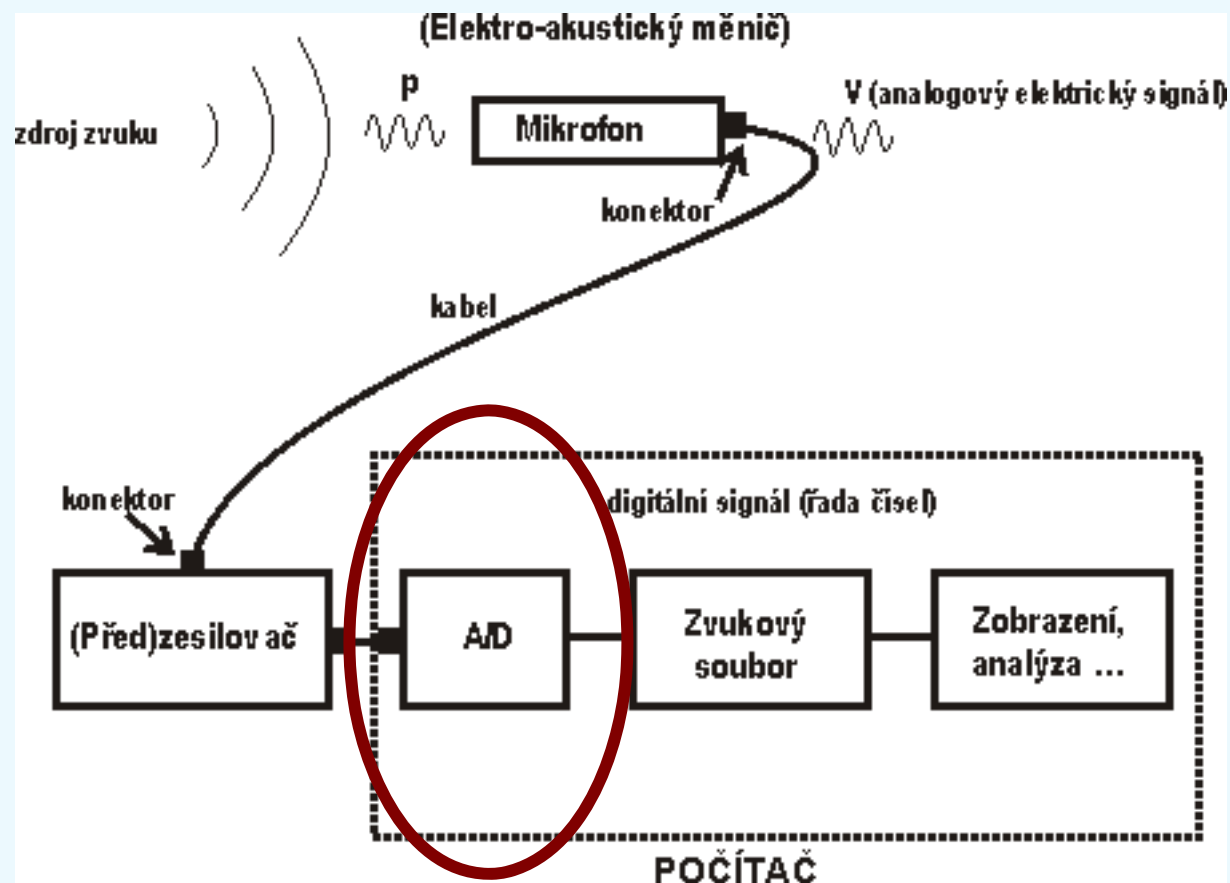 (Elektro-akustický měnič)
p
V (analogový elektrický signál)
zdroj zvuku
Mikrofon
konektor
kabel
konektor
digitální signál (řada čísel)
(Před)zesilovač
A/D
Zvukový
soubor
Zobrazení,
analýza ...
POČÍTAČ